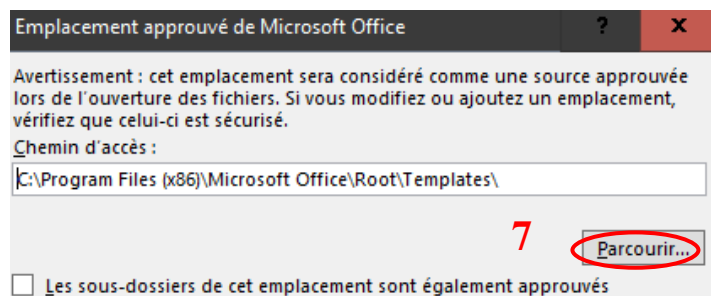 Emplacement approuvé de Microsoft Office ? x
Avertissement : cet emplacement sera considéré comme une source approuvée
lors de l'ouverture des fichiers. Si vous modifiez ou ajoutez un emplacement,
vérifiez que celui-ci est sécurisé.
Chemin d'accès :
C:\Program Files (x86)\Microsoft Office\Root\Templates\
7 Parcourir...
Les sous-dossiers de cet emplacement sont également approuvés